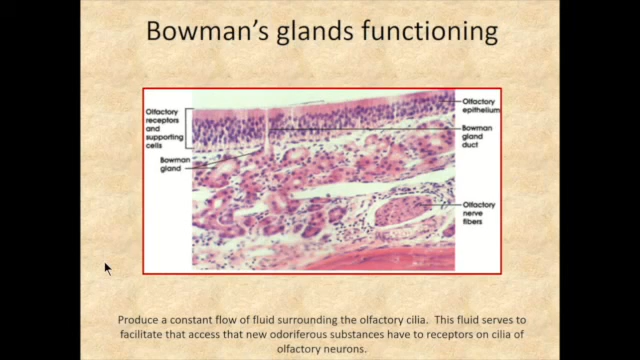 Bowman's glands functioning
Olfactory
receptors
and
supporting
cells
Bowman
gland
Olfactory
epithelium
Bowman
gland
duct
Olfactory
nerve
fibers
Produce a constant flow of fluid surrounding the olfactory cilia.  This fluid serves to
facilitate that access that new odoriferous substances have to receptors on cilia of
olfactory neurons.